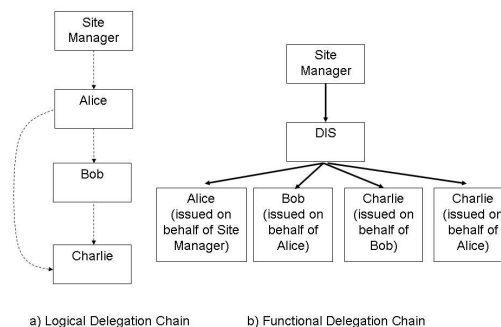 Site
Manager
Alice
Bob
Charlie
Site
Manager
DIS
Alice
(issued on
behalf of Site
Manager)
Bob
(issued on
behalf of
Alice)
Charlie
(issued on
behalf of
Bob)
Charlie
(issued on
behalf of
Alice)
a) Logical Delegation Chain
b) Functional Delegation Chain